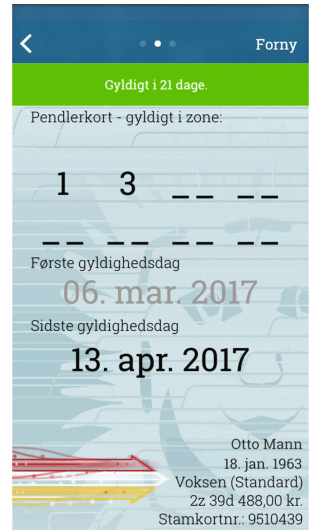 Forny
Gyldigt i 21 dage.
Pendlerkort - gyldigt i zone:
1 3 __ __
__ __ __ __
Første gyldighedsdag
06. mar. 2017
Sidste gyldighedsdag
13. apr. 2017
Otto Mann
18. jan. 1963
Voksen (Standard)
2z 39d 488,00 kr.
Stamkortnr.: 9510439